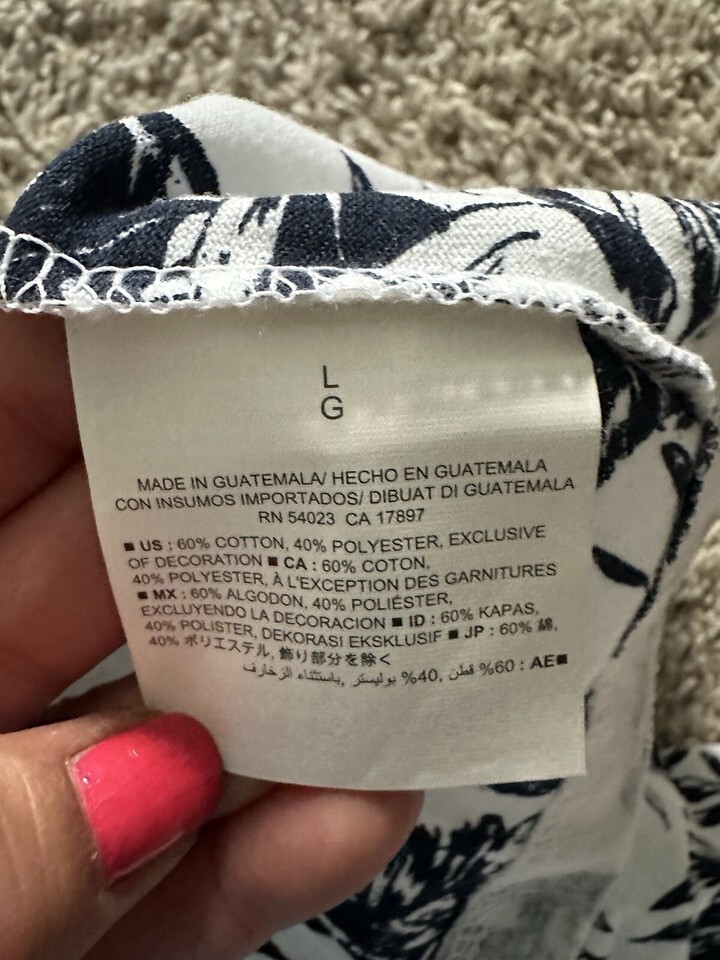 L
G
MADE IN GUATEMALA/ HECHO EN GUATEMALA
CON INSUMOS IMPORTADOS/ DIBUAT DI GUATEMALA
RN 54023 CA 17897
■ US : 60% COTTON, 40% POLYESTER, EXCLUSIVE
OF DECORATION ■ CA : 60% COTON,
40% POLYESTER, À L'EXCEPTION DES GARNITURES
■ MX : 60% ALGODON, 40% POLIÉSTER,
EXCLUYENDO LA DECORACION ■ ID : 60% KAPAS,
40% POLISTER, DEKORASI EKSKLUSIF ■ JP : 60% 綿,
40% ポリエステル, 飾り部分を除く
■AE : 60% قطن, 40% بوليستر, باستثناء الزخارف